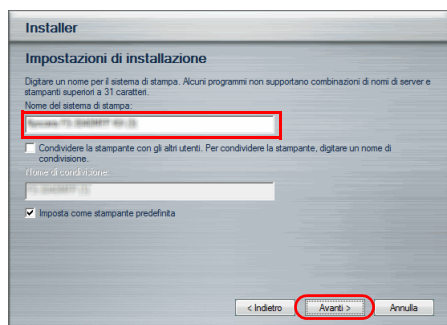 Installer
Impostazioni di installazione
Digitare un nome per il sistema di stampa. Alcuni programmi non supportano combinazioni di nomi di server e
stampanti superiori a 31 caratteri.
Nome del sistema di stampa:
Condividere la stampante con gli altri utenti. Per condividere la stampante, digitare un nome di
condivisione.
Nome di condivisione:
Imposta come stampante predefinita
< Indietro
Avanti >
Annulla